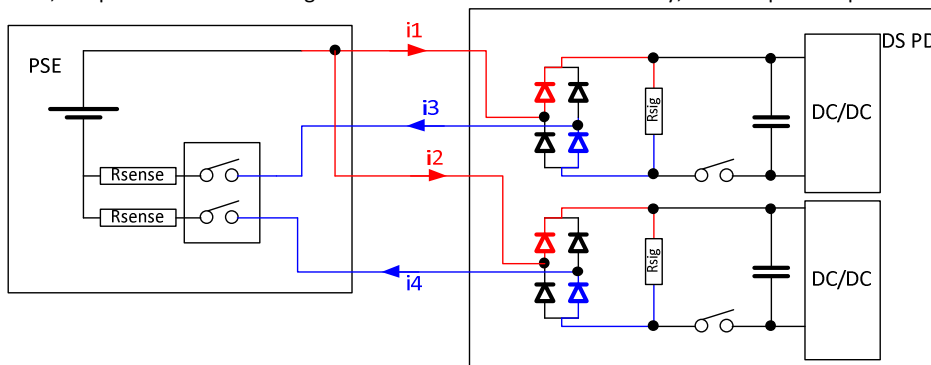 i1
PSE
DS PD
i3
Rsig
DC/DC
i2
Rsense
Rsense
i4
Rsig
DC/DC